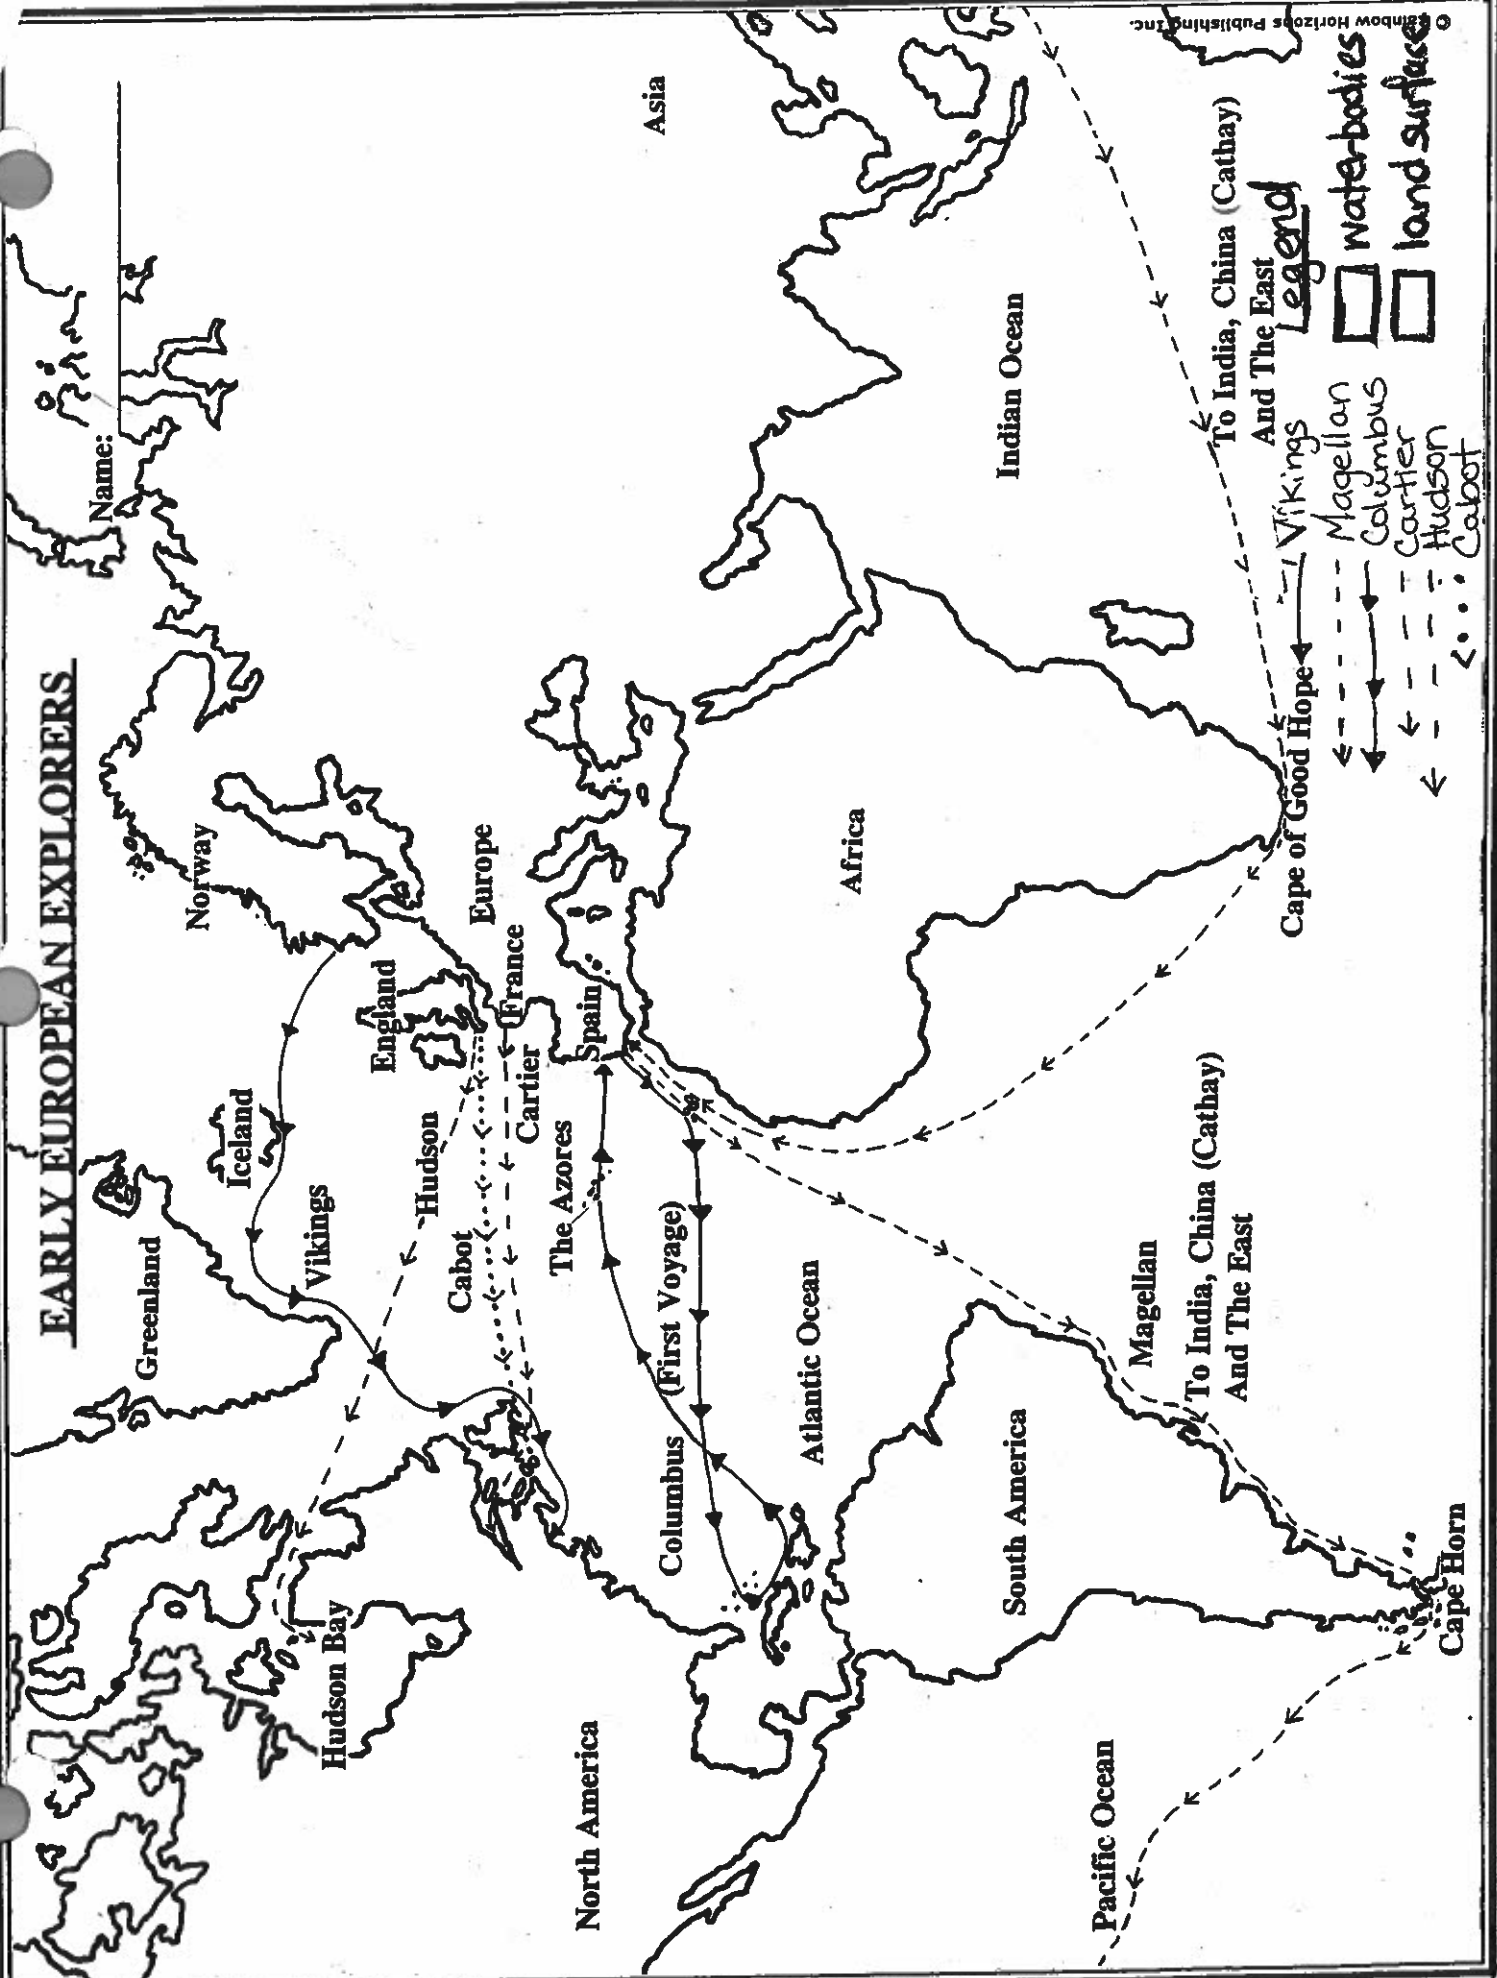 EARLY EUROPEAN EXPLORERS
Name:
Norway
Greenland
Iceland
England
Vikings
Hudson
Hudson Bay
Europe
France
Cabot
Cartier
Spain
The Azores
Asia
North America
Columbus
(First Voyage)
Atlantic Ocean
Africa
Indian Ocean
South America
Pacific Ocean
Magellan
To India, China (Cathay)
And The East
To India, China (Cathay)
And The East
Cape of Good Hope
Cape Horn
Legend
Vikings
Magellan
Columbus
Cartier
Hudson
Cabot
waterbodies
land surface
© Rainbow Horizons Publishing Inc.